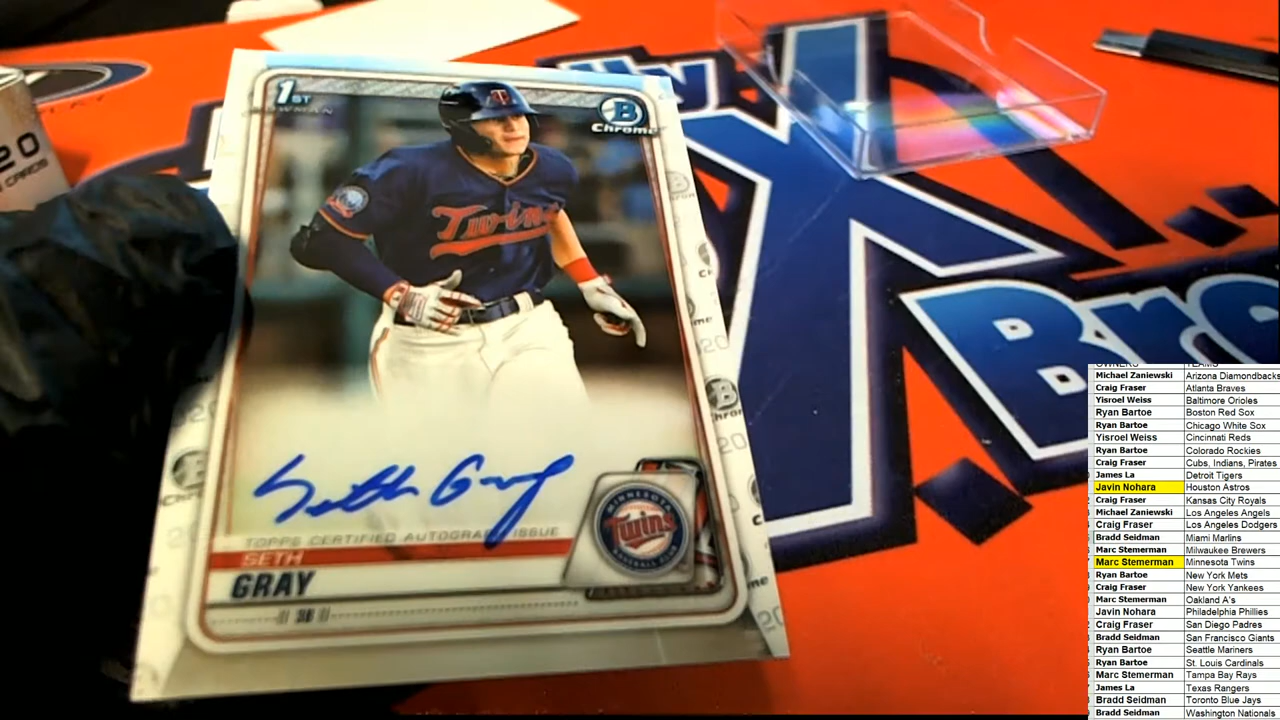 1ST
BOWMAN
B
Chrome
T
Twins
Seth Gray
TOPPS CERTIFIED AUTOGRAPH ISSUE
SETH
GRAY
3B
MINNESOTA
Twins
BASEBALL CLUB
20
CARDS
Bro
OWNERS TEAMS
Michael Zaniewski Arizona Diamondbacks
Craig Fraser Atlanta Braves
Yisroel Weiss Baltimore Orioles
Ryan Bartoe Boston Red Sox
Ryan Bartoe Chicago White Sox
Yisroel Weiss Cincinnati Reds
Ryan Bartoe Colorado Rockies
Craig Fraser Cubs, Indians, Pirates
James La Detroit Tigers
Javin Nohara Houston Astros
Craig Fraser Kansas City Royals
Michael Zaniewski Los Angeles Angels
Craig Fraser Los Angeles Dodgers
Bradd Seidman Miami Marlins
Marc Stemerman Milwaukee Brewers
Marc Stemerman Minnesota Twins
Ryan Bartoe New York Mets
Craig Fraser New York Yankees
Marc Stemerman Oakland A's
Javin Nohara Philadelphia Phillies
Craig Fraser San Diego Padres
Bradd Seidman San Francisco Giants
Ryan Bartoe Seattle Mariners
Ryan Bartoe St. Louis Cardinals
Marc Stemerman Tampa Bay Rays
James La Texas Rangers
Bradd Seidman Toronto Blue Jays
Bradd Seidman Washington Nationals